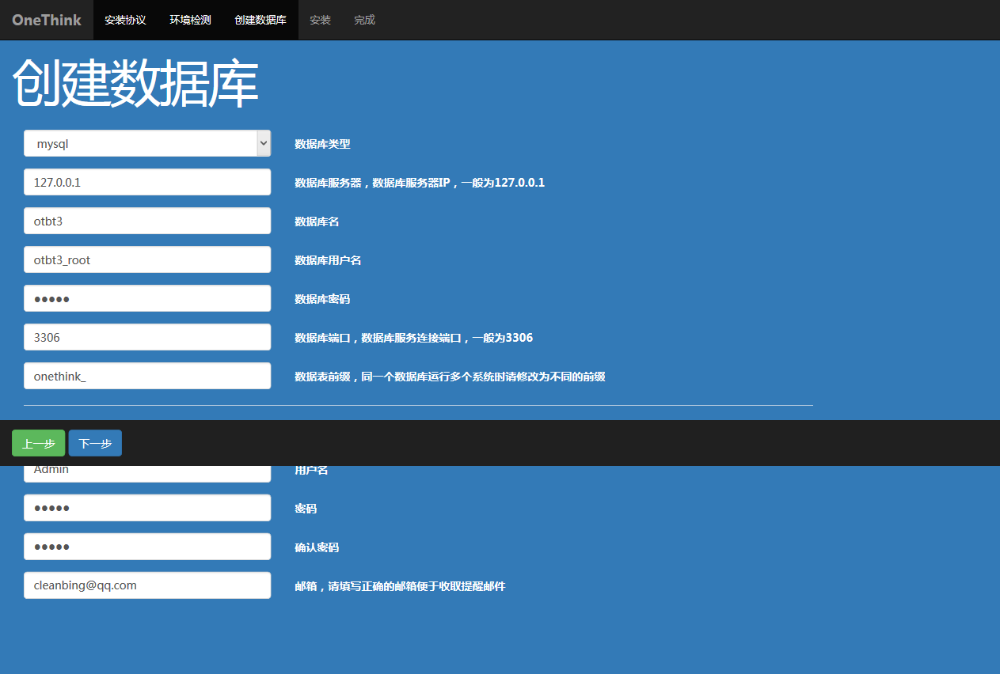 OneThink 安装协议 环境检测 创建数据库 安装 完成
创建数据库
mysql 数据库类型
127.0.0.1 数据库服务器，数据库服务器IP，一般为127.0.0.1
otbt3 数据库名
otbt3_root 数据库用户名
●●●●● 数据库密码
3306 数据库端口，数据库服务连接端口，一般为3306
onethink_ 数据表前缀，同一个数据库运行多个系统时请修改为不同的前缀
上一步 下一步
Admin 用户名
●●●●● 密码
●●●●● 确认密码
cleanbing@qq.com 邮箱，请填写正确的邮箱便于收取提醒邮件